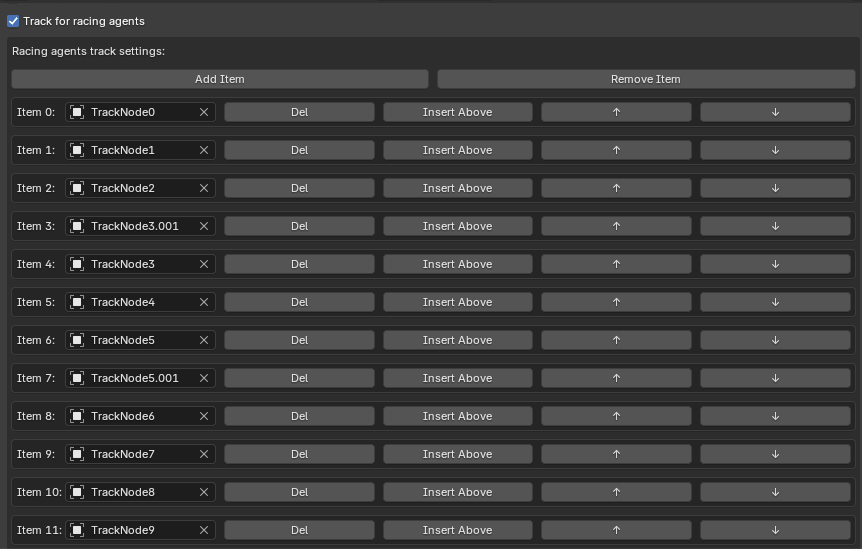 Track for racing agents
Racing agents track settings:
Add Item Remove Item
Item 0: TrackNode0 Del Insert Above ↑ ↓
Item 1: TrackNode1 Del Insert Above ↑ ↓
Item 2: TrackNode2 Del Insert Above ↑ ↓
Item 3: TrackNode3.001 Del Insert Above ↑ ↓
Item 4: TrackNode3 Del Insert Above ↑ ↓
Item 5: TrackNode4 Del Insert Above ↑ ↓
Item 6: TrackNode5 Del Insert Above ↑ ↓
Item 7: TrackNode5.001 Del Insert Above ↑ ↓
Item 8: TrackNode6 Del Insert Above ↑ ↓
Item 9: TrackNode7 Del Insert Above ↑ ↓
Item 10: TrackNode8 Del Insert Above ↑ ↓
Item 11: TrackNode9 Del Insert Above ↑ ↓